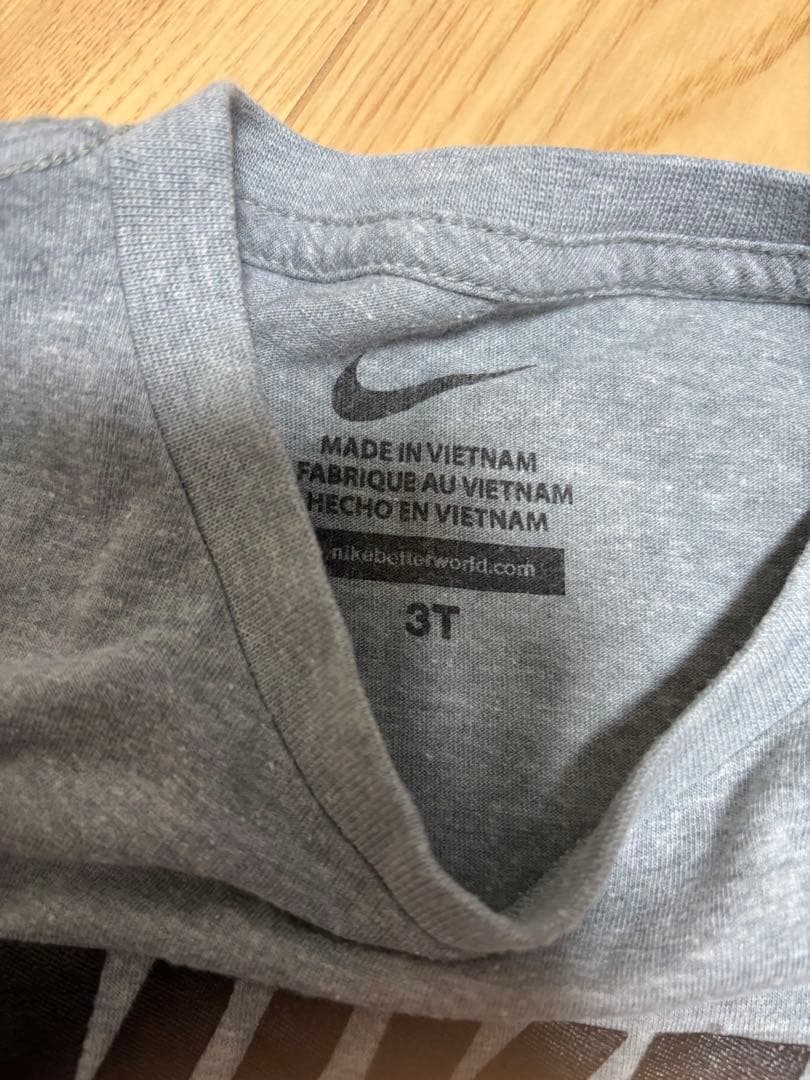 MADE IN VIETNAM
FABRIQUE AU VIETNAM
HECHO EN VIETNAM
nikebetterworld.com
3T